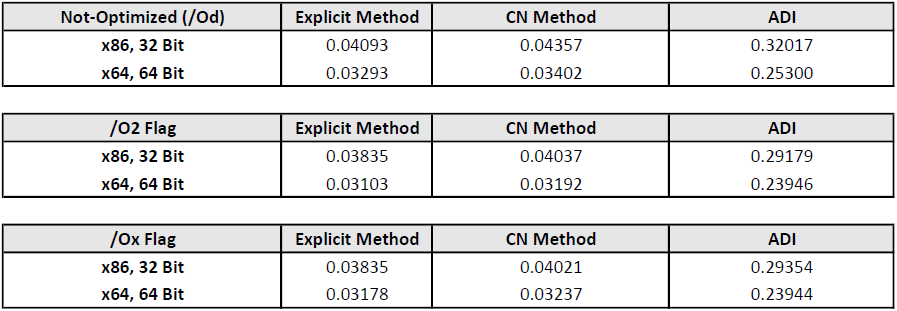 Not-Optimized (/Od) Explicit Method CN Method ADI
x86, 32 Bit 0.04093 0.04357 0.32017
x64, 64 Bit 0.03293 0.03402 0.25300
/O2 Flag Explicit Method CN Method ADI
x86, 32 Bit 0.03835 0.04037 0.29179
x64, 64 Bit 0.03103 0.03192 0.23946
/Ox Flag Explicit Method CN Method ADI
x86, 32 Bit 0.03835 0.04021 0.29354
x64, 64 Bit 0.03178 0.03237 0.23944